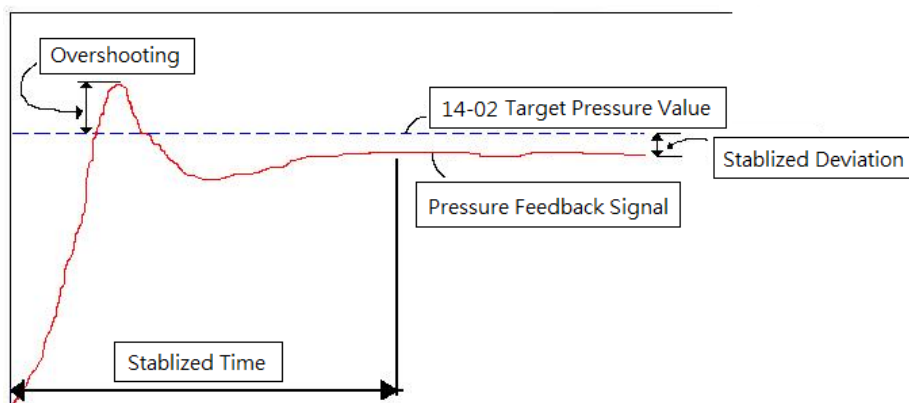 Overshooting
14-02 Target Pressure Value
Stablized Deviation
Pressure Feedback Signal
Stablized Time